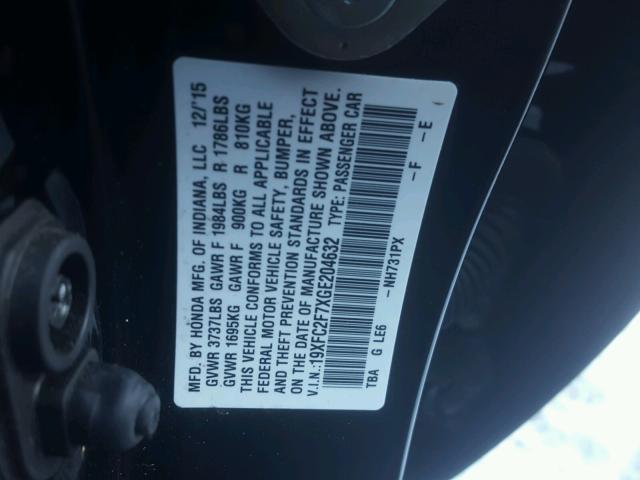 MFD. BY HONDA MFG. OF INDIANA, LLC 12/'15
GVWR 3737LBS GAWR F 1984LBS R 1786LBS
GVWR 1695KG GAWR F 900KG R 810KG
THIS VEHICLE CONFORMS TO ALL APPLICABLE
FEDERAL MOTOR VEHICLE SAFETY, BUMPER,
AND THEFT PREVENTION STANDARDS IN EFFECT
ON THE DATE OF MANUFACTURE SHOWN ABOVE.
V.I.N.:19XFC2F7XGE204632 TYPE: PASSENGER CAR
-NH731PX -F -E
TBA G LE6